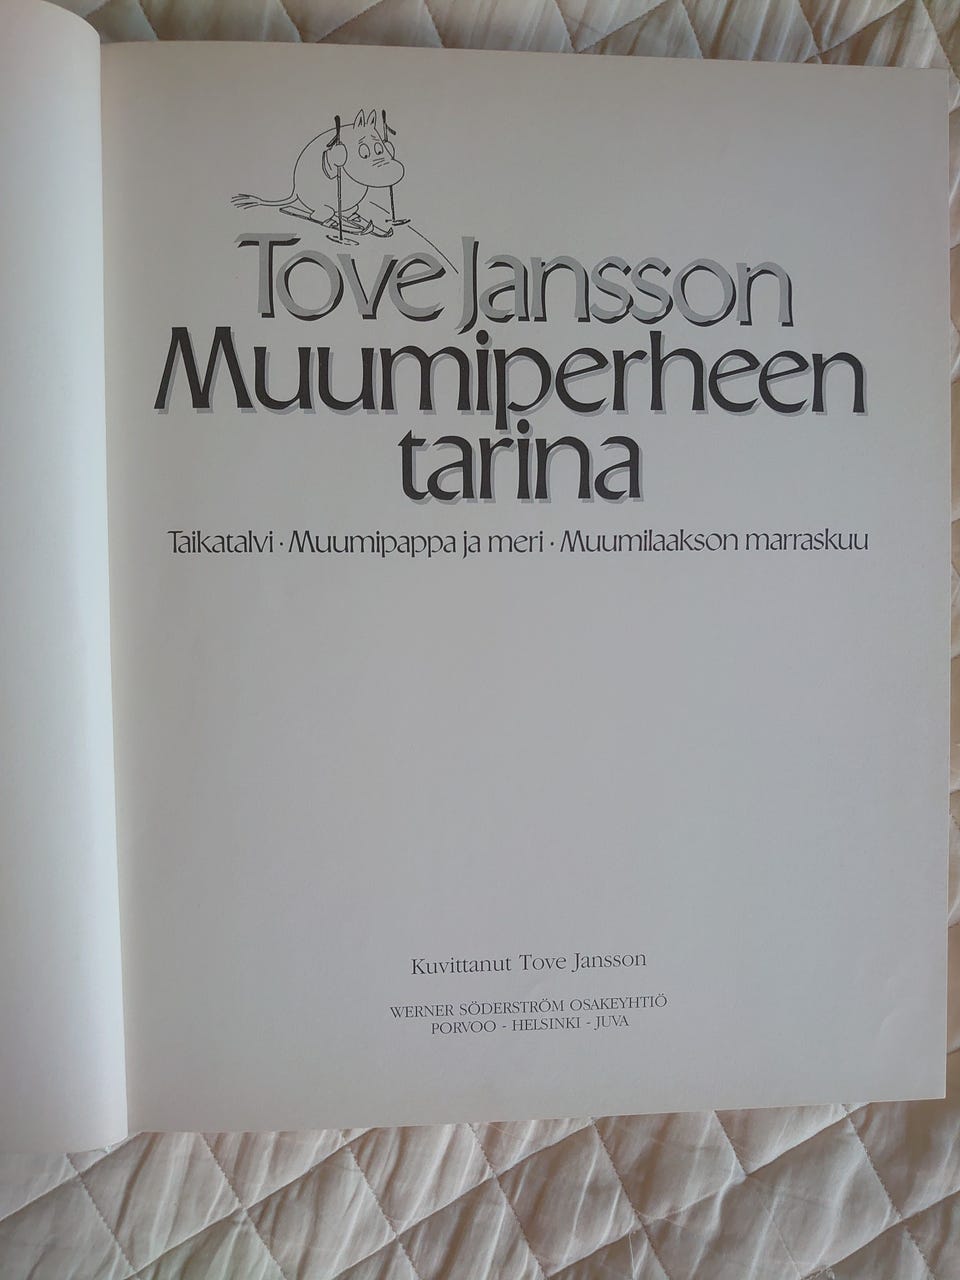 Tove Jansson
Muumiperheen
tarina
Taikatalvi · Muumipappa ja meri · Muumilaakson marraskuu
Kuvittanut Tove Jansson
WERNER SÖDERSTRÖM OSAKEYHTIÖ
PORVOO - HELSINKI - JUVA